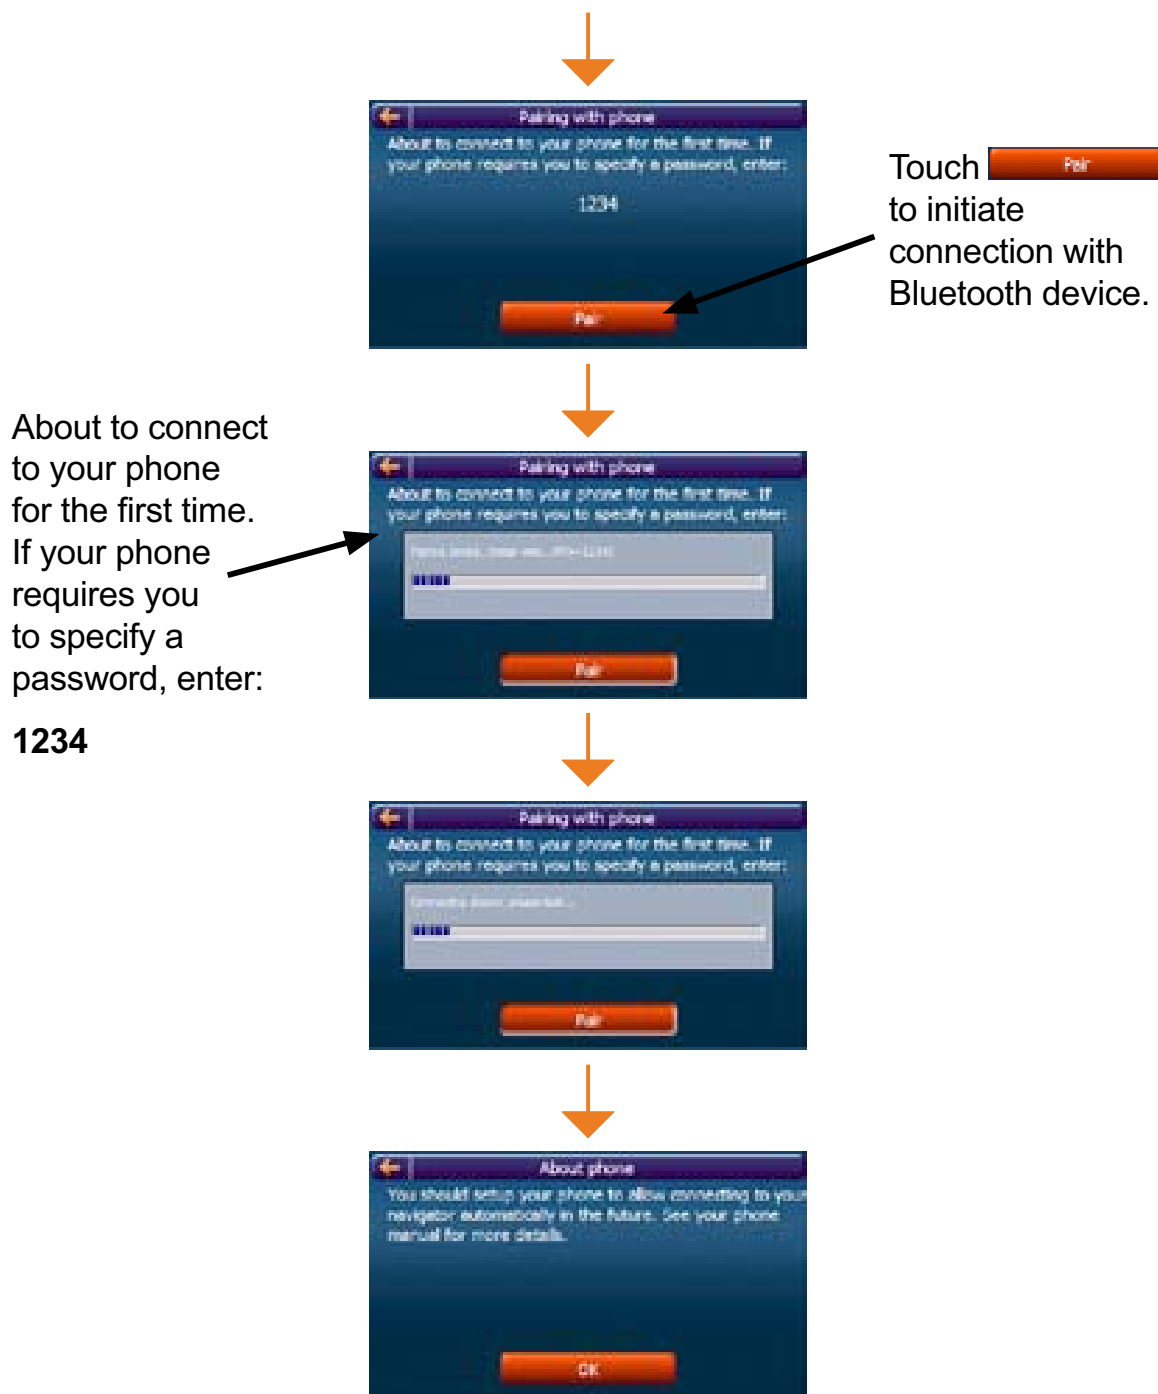 Pairing with phone
About to connect to your phone for the first time. If
your phone requires you to specify a password, enter:
1234
Pair
Touch Pair
to initiate
connection with
Bluetooth device.
About to connect
to your phone
for the first time.
If your phone
requires you
to specify a
password, enter:
1234
Pairing with phone
About to connect to your phone for the first time. If
your phone requires you to specify a password, enter:
Pair
Pairing with phone
About to connect to your phone for the first time. If
your phone requires you to specify a password, enter:
Pair
About phone
You should setup your phone to allow connecting to your
navigator automatically in the future. See your phone
manual for more details.
OK